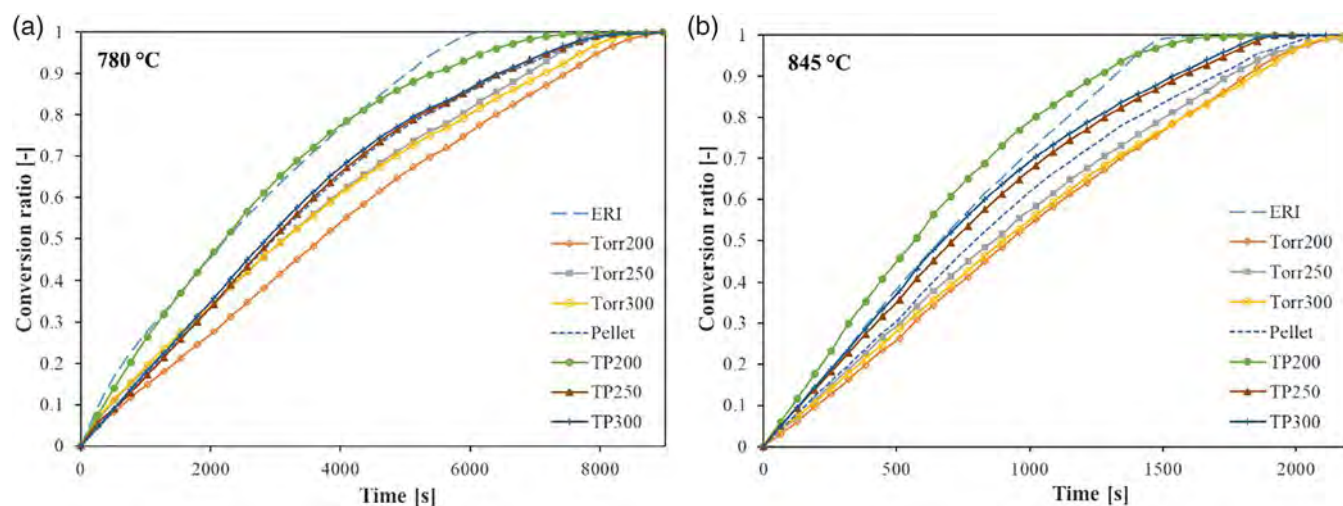 (a)
780 °C
Conversion ratio [-]
1
0.9
0.8
0.7
0.6
0.5
0.4
0.3
0.2
0.1
0
0 2000 4000 6000 8000
Time [s]
ERI
Torr200
Torr250
Torr300
Pellet
TP200
TP250
TP300
(b)
845 °C
Conversion ratio [-]
1
0.9
0.8
0.7
0.6
0.5
0.4
0.3
0.2
0.1
0
0 500 1000 1500 2000
Time [s]
ERI
Torr200
Torr250
Torr300
Pellet
TP200
TP250
TP300